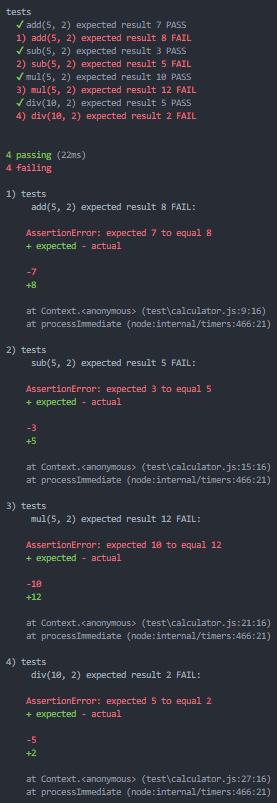 tests
✓ add(5, 2) expected result 7 PASS
1) add(5, 2) expected result 8 FAIL
✓ sub(5, 2) expected result 3 PASS
2) sub(5, 2) expected result 5 FAIL
✓ mul(5, 2) expected result 10 PASS
3) mul(5, 2) expected result 12 FAIL
✓ div(10, 2) expected result 5 PASS
4) div(10, 2) expected result 2 FAIL
4 passing (22ms)
4 failing
1) tests
add(5, 2) expected result 8 FAIL:
AssertionError: expected 7 to equal 8
+ expected - actual
-7
+8
at Context.<anonymous> (test\calculator.js:9:16)
at processImmediate (node:internal/timers:466:21)
2) tests
sub(5, 2) expected result 5 FAIL:
AssertionError: expected 3 to equal 5
+ expected - actual
-3
+5
at Context.<anonymous> (test\calculator.js:15:16)
at processImmediate (node:internal/timers:466:21)
3) tests
mul(5, 2) expected result 12 FAIL:
AssertionError: expected 10 to equal 12
+ expected - actual
-10
+12
at Context.<anonymous> (test\calculator.js:21:16)
at processImmediate (node:internal/timers:466:21)
4) tests
div(10, 2) expected result 2 FAIL:
AssertionError: expected 5 to equal 2
+ expected - actual
-5
+2
at Context.<anonymous> (test\calculator.js:27:16)
at processImmediate (node:internal/timers:466:21)